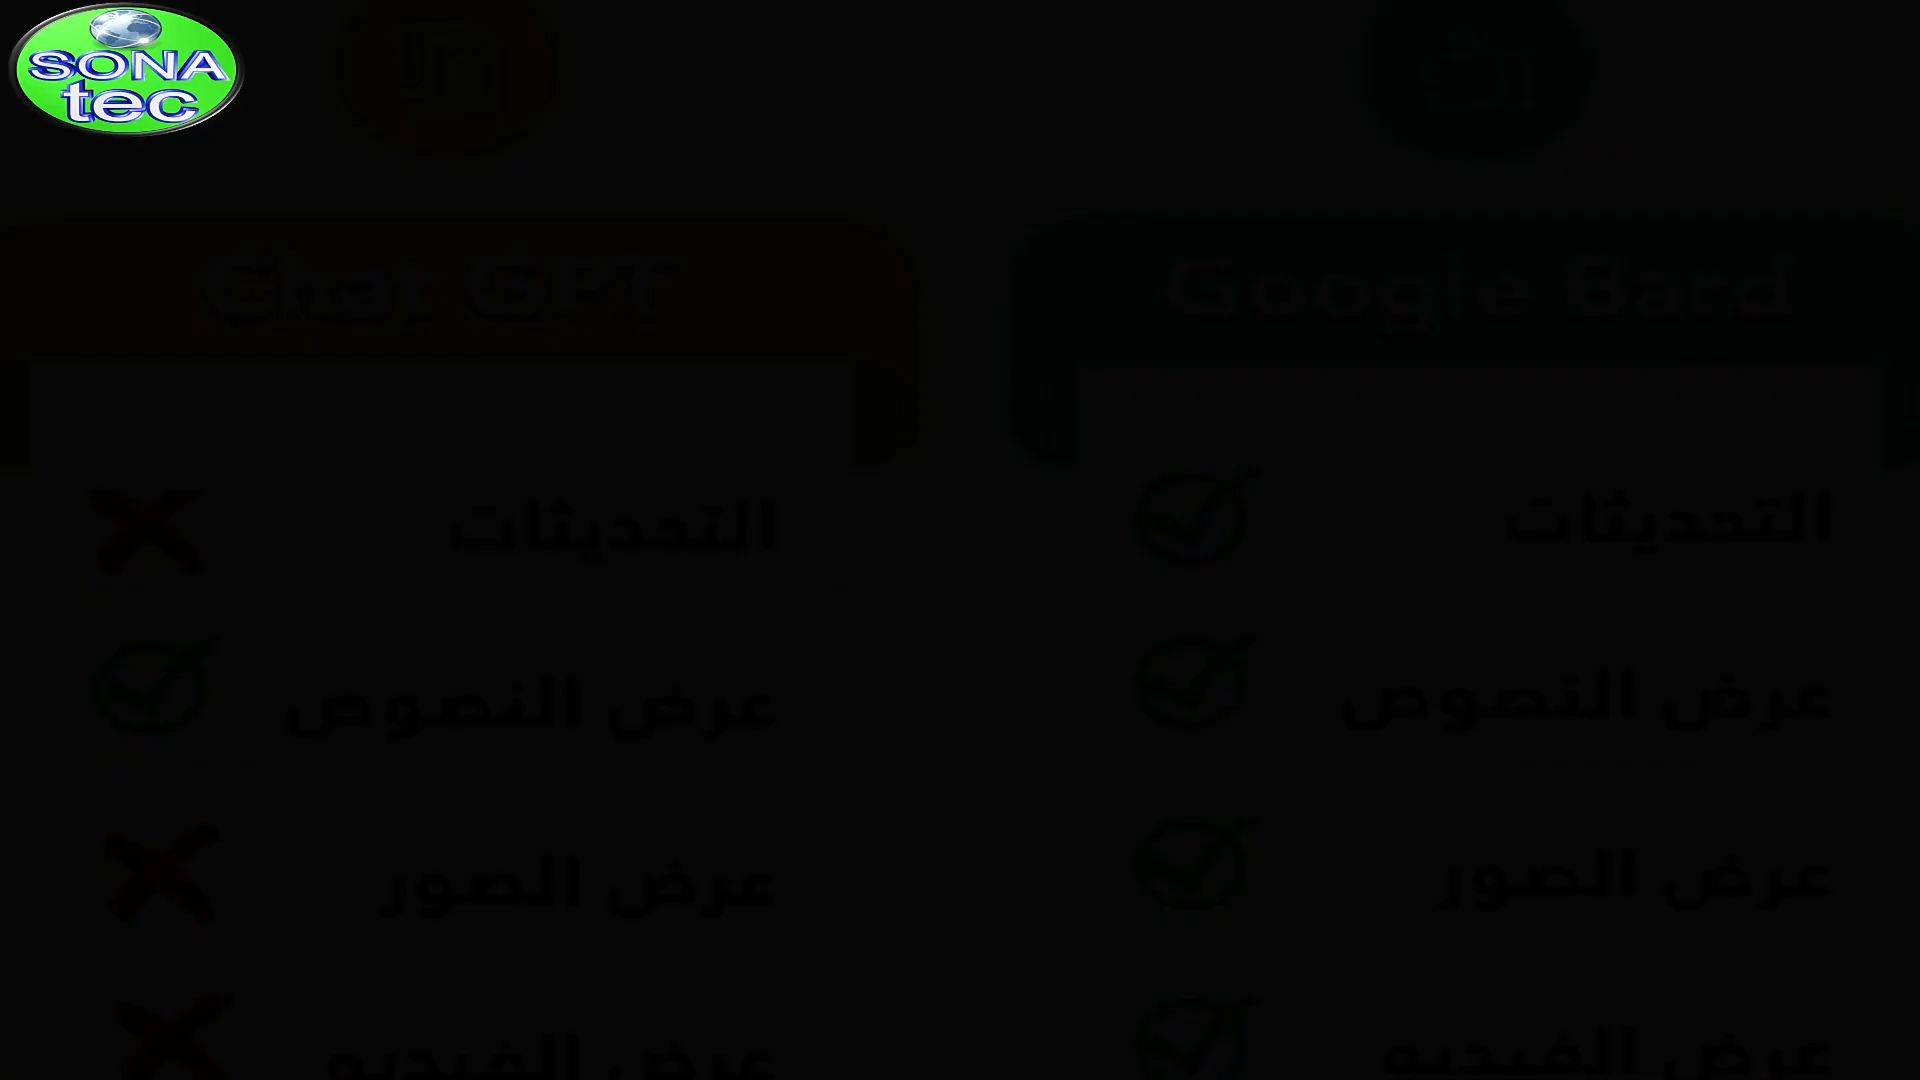 SONA
tec
Chat GPT
Google Bard
التحديثات
التحديثات
عرض النصوص
عرض النصوص
عرض الصور
عرض الصور
عرض الفيديو
عرض الفيديو